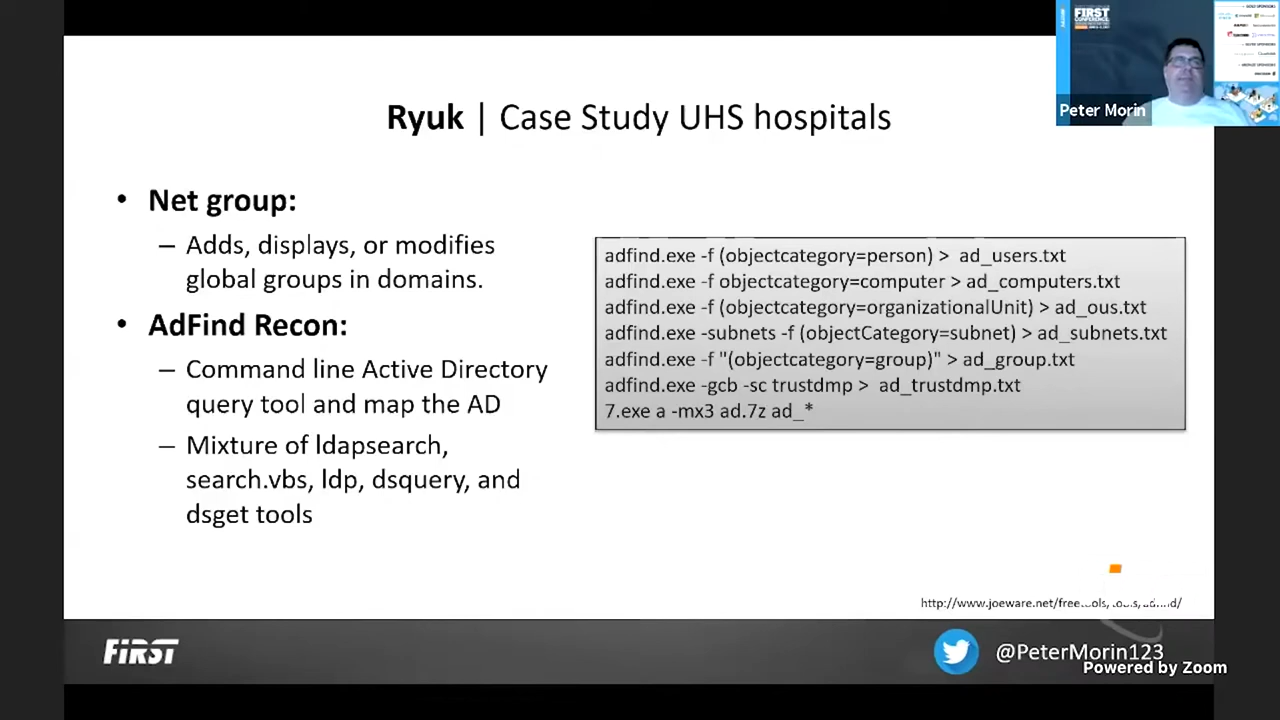 Ryuk | Case Study UHS hospitals
• Net group:
– Adds, displays, or modifies
global groups in domains.
• AdFind Recon:
– Command line Active Directory
query tool and map the AD
– Mixture of ldapsearch,
search.vbs, ldp, dsquery, and
dsget tools
adfind.exe -f (objectcategory=person) > ad_users.txt
adfind.exe -f objectcategory=computer > ad_computers.txt
adfind.exe -f (objectcategory=organizationalUnit) > ad_ous.txt
adfind.exe -subnets -f (objectCategory=subnet) > ad_subnets.txt
adfind.exe -f "(objectcategory=group)" > ad_group.txt
adfind.exe -gcb -sc trustdmp > ad_trustdmp.txt
7.exe a -mx3 ad.7z ad_*
FIRST
CONFERENCE
Peter Morin
FIRST
@PeterMorin123
Powered by Zoom